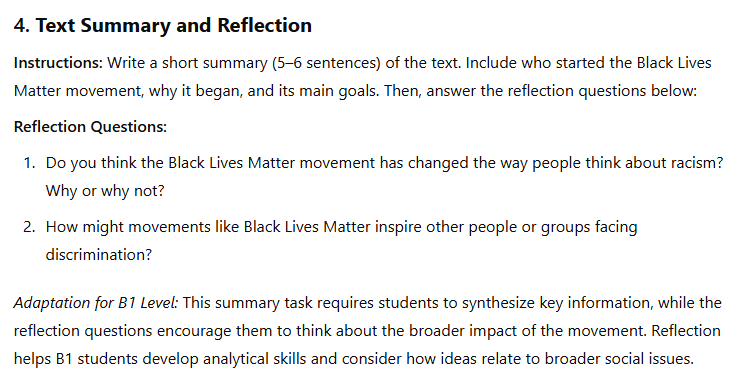 4. Text Summary and Reflection
Instructions: Write a short summary (5–6 sentences) of the text. Include who started the Black Lives
Matter movement, why it began, and its main goals. Then, answer the reflection questions below:
Reflection Questions:
1. Do you think the Black Lives Matter movement has changed the way people think about racism?
Why or why not?
2. How might movements like Black Lives Matter inspire other people or groups facing
discrimination?
Adaptation for B1 Level: This summary task requires students to synthesize key information, while the
reflection questions encourage them to think about the broader impact of the movement. Reflection
helps B1 students develop analytical skills and consider how ideas relate to broader social issues.